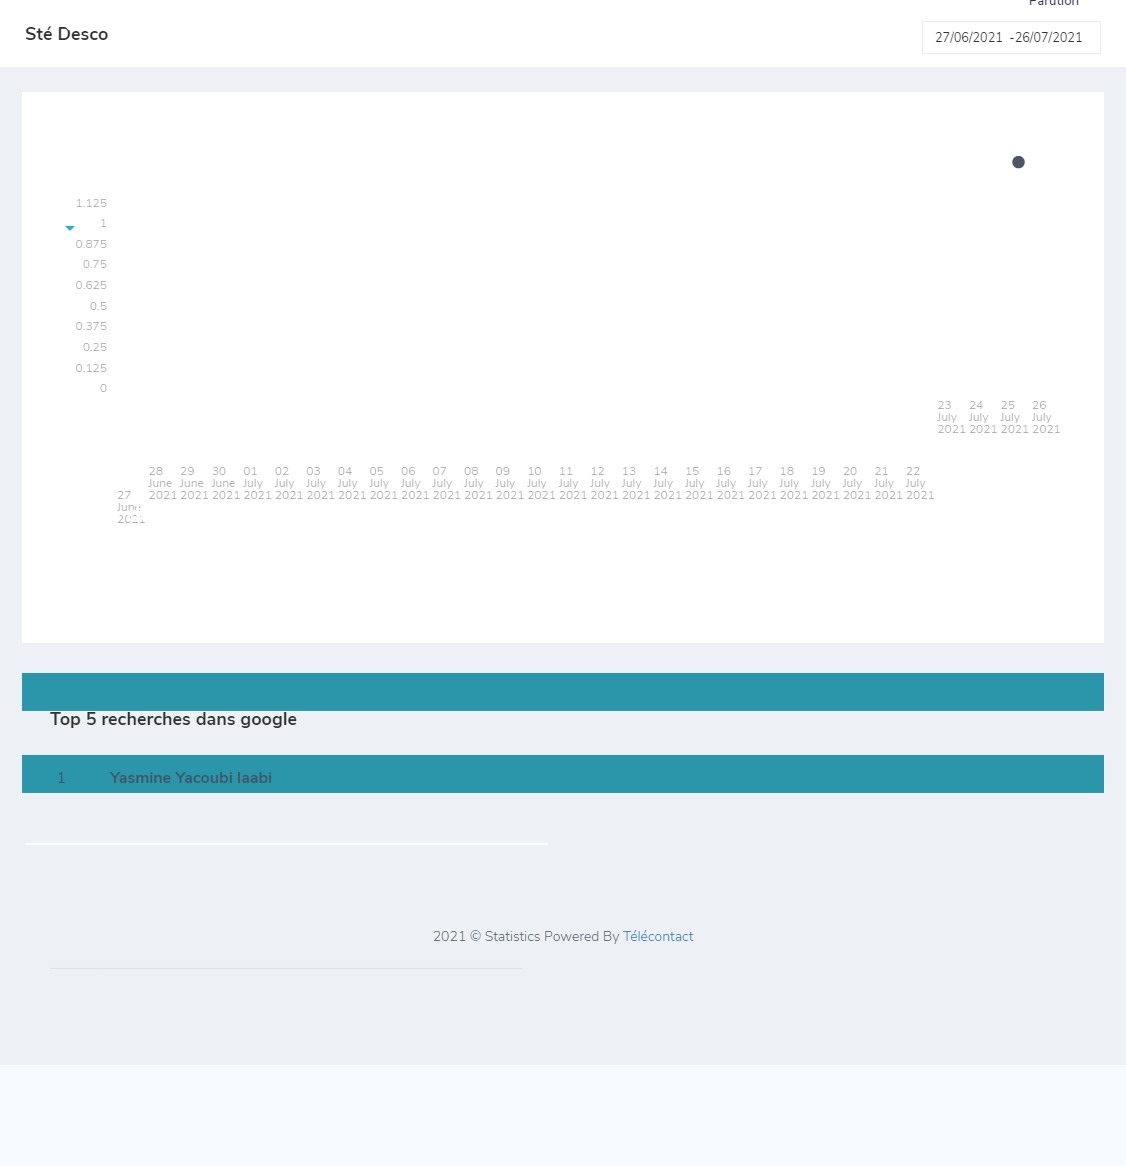 Parution
Sté Desco
27/06/2021 -26/07/2021
1.125
1
0.875
0.75
0.625
0.5
0.375
0.25
0.125
0
23 July 2021
24 July 2021
25 July 2021
26 July 2021
28 June 2021
29 June 2021
30 June 2021
01 July 2021
02 July 2021
03 July 2021
04 July 2021
05 July 2021
06 July 2021
07 July 2021
08 July 2021
09 July 2021
10 July 2021
11 July 2021
12 July 2021
13 July 2021
14 July 2021
15 July 2021
16 July 2021
17 July 2021
18 July 2021
19 July 2021
20 July 2021
21 July 2021
22 July 2021
27 June 2021
Top 5 recherches dans google
1 Yasmine Yacoubi laabi
2021 © Statistics Powered By Télécontact